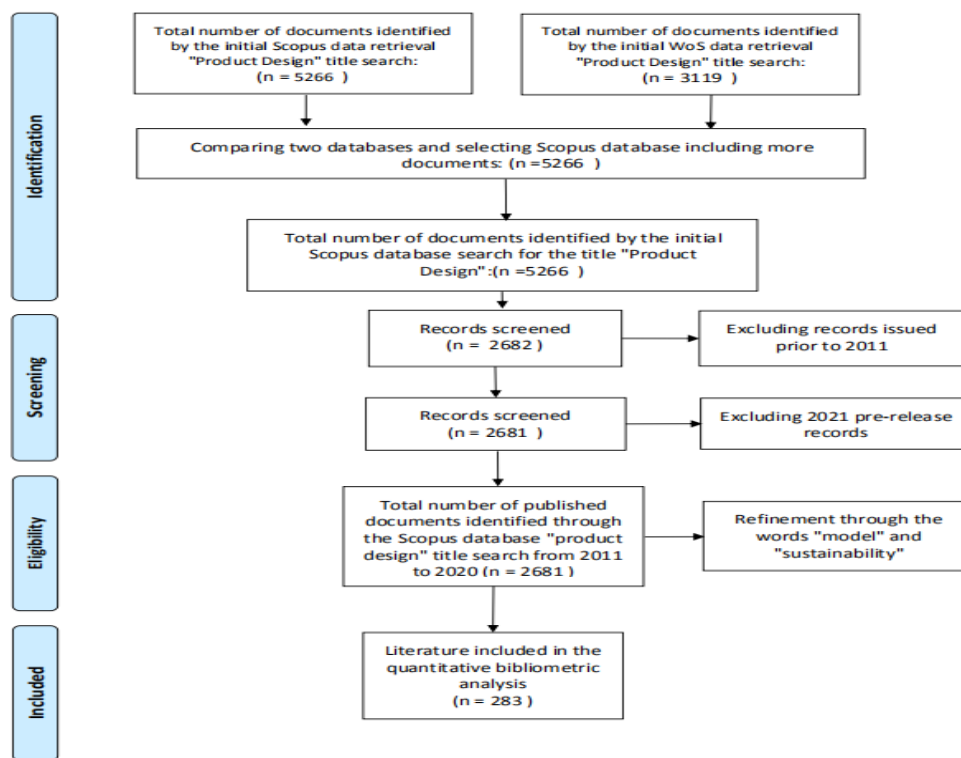 Identification
Total number of documents identified
by the initial Scopus data retrieval
"Product Design" title search:
(n = 5266 )
Total number of documents identified
by the initial WoS data retrieval
"Product Design" title search:
(n = 3119 )
Comparing two databases and selecting Scopus database including more
documents: (n =5266 )
Total number of documents identified by the initial
Scopus database search for the title "Product
Design":(n =5266 )
Screening
Records screened
(n = 2682 )
Excluding records issued
prior to 2011
Records screened
(n = 2681 )
Excluding 2021 pre-release
records
Eligibility
Total number of published
documents identified through
the Scopus database "product
design" title search from 2011
to 2020 (n = 2681 )
Refinement through the
words "model" and
"sustainability"
Included
Literature included in the
quantitative bibliometric
analysis
(n = 283 )